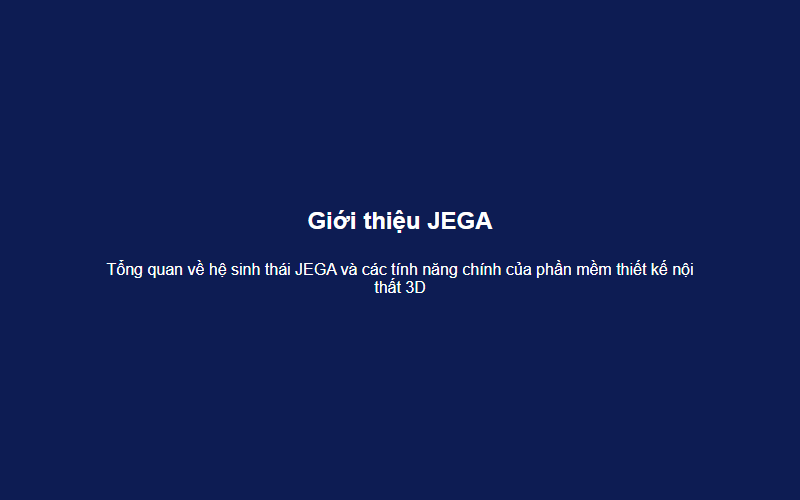 Giới thiệu JEGA
Tổng quan về hệ sinh thái JEGA và các tính năng chính của phần mềm thiết kế nội
thất 3D